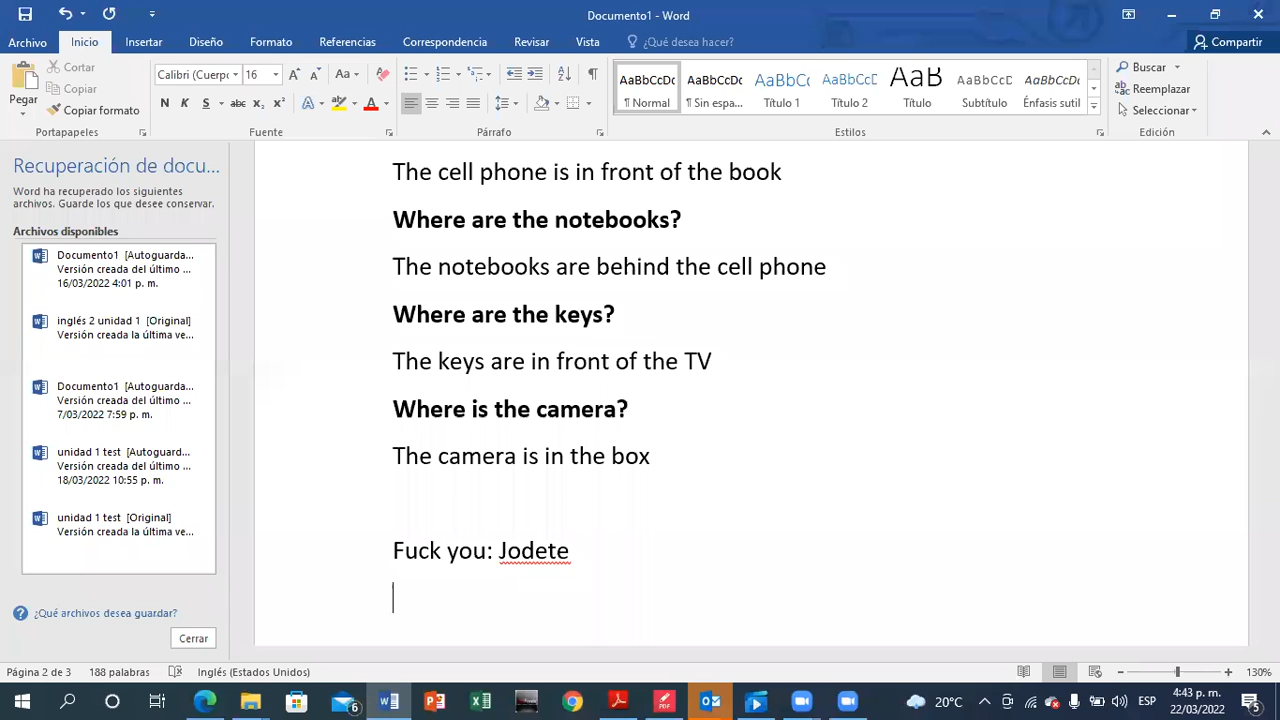 Documento1 - Word
Archivo Inicio Insertar Diseño Formato Referencias Correspondencia Revisar Vista ¿Qué desea hacer? Compartir
Pegar
Cortar
Copiar
Copiar formato
Calibri (Cuerpo 16
N K S abc x₂ x²
AaBbCcDc AaBbCcDc AaBbCc AaBbCcD AaB AaBbCcD AaBbCcDc
¶ Normal ¶ Sin espa... Título 1 Título 2 Título Subtítulo Énfasis sutil
Buscar
Reemplazar
Seleccionar
Portapapeles Fuente Párrafo Estilos Edición
Recuperación de docu...
Word ha recuperado los siguientes
archivos. Guarde los que desee conservar.
Archivos disponibles
Documento1 [Autoguarda...
Versión creada del último ...
16/03/2022 4:01 p. m.
inglés 2 unidad 1 [Original]
Versión creada la última ve...
Documento1 [Autoguarda...
Versión creada del último ...
7/03/2022 7:59 p. m.
unidad 1 test [Autoguard...
Versión creada del último ...
18/03/2022 10:55 p. m.
unidad 1 test [Original]
Versión creada la última ve...
¿Qué archivos desea guardar?
Cerrar
The cell phone is in front of the book
Where are the notebooks?
The notebooks are behind the cell phone
Where are the keys?
The keys are in front of the TV
Where is the camera?
The camera is in the box
Fuck you: Jodete
Página 2 de 3 188 palabras Inglés (Estados Unidos) 130%
6 20°C ESP 4:43 p. m.
22/03/2022 5